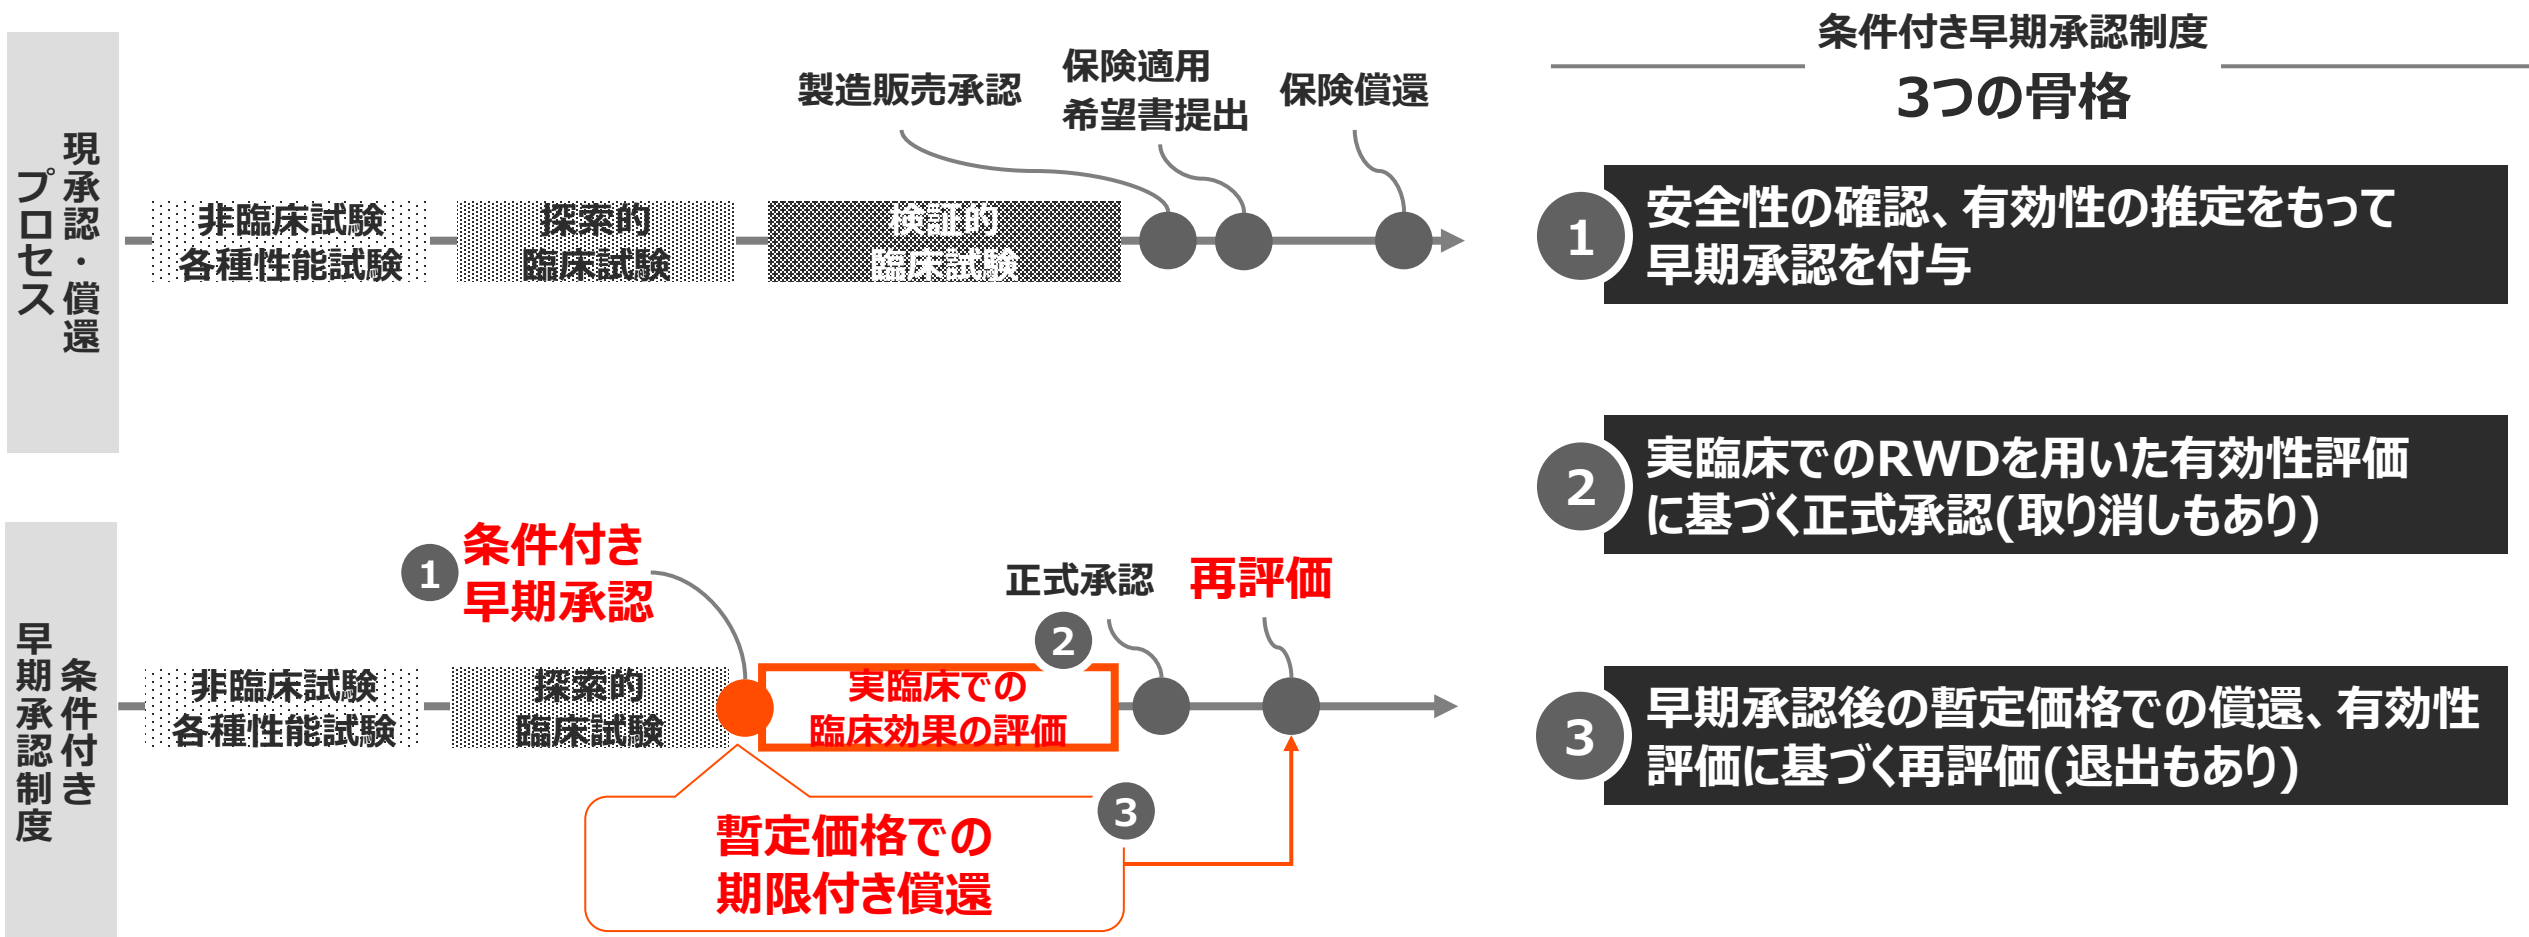 現承認・償還
プロセス
製造販売承認
保険適用
希望書提出
保険償還
非臨床試験
各種性能試験
探索的
臨床試験
検証的
臨床試験
条件付き
早期承認制度
1
条件付き
早期承認
正式承認
再評価
2
非臨床試験
各種性能試験
探索的
臨床試験
実臨床での
臨床効果の評価
3
暫定価格での
期限付き償還
条件付き早期承認制度
3つの骨格
1
安全性の確認、有効性の推定をもって
早期承認を付与
2
実臨床でのRWDを用いた有効性評価
に基づく正式承認(取り消しもあり)
3
早期承認後の暫定価格での償還、有効性
評価に基づく再評価(退出もあり)